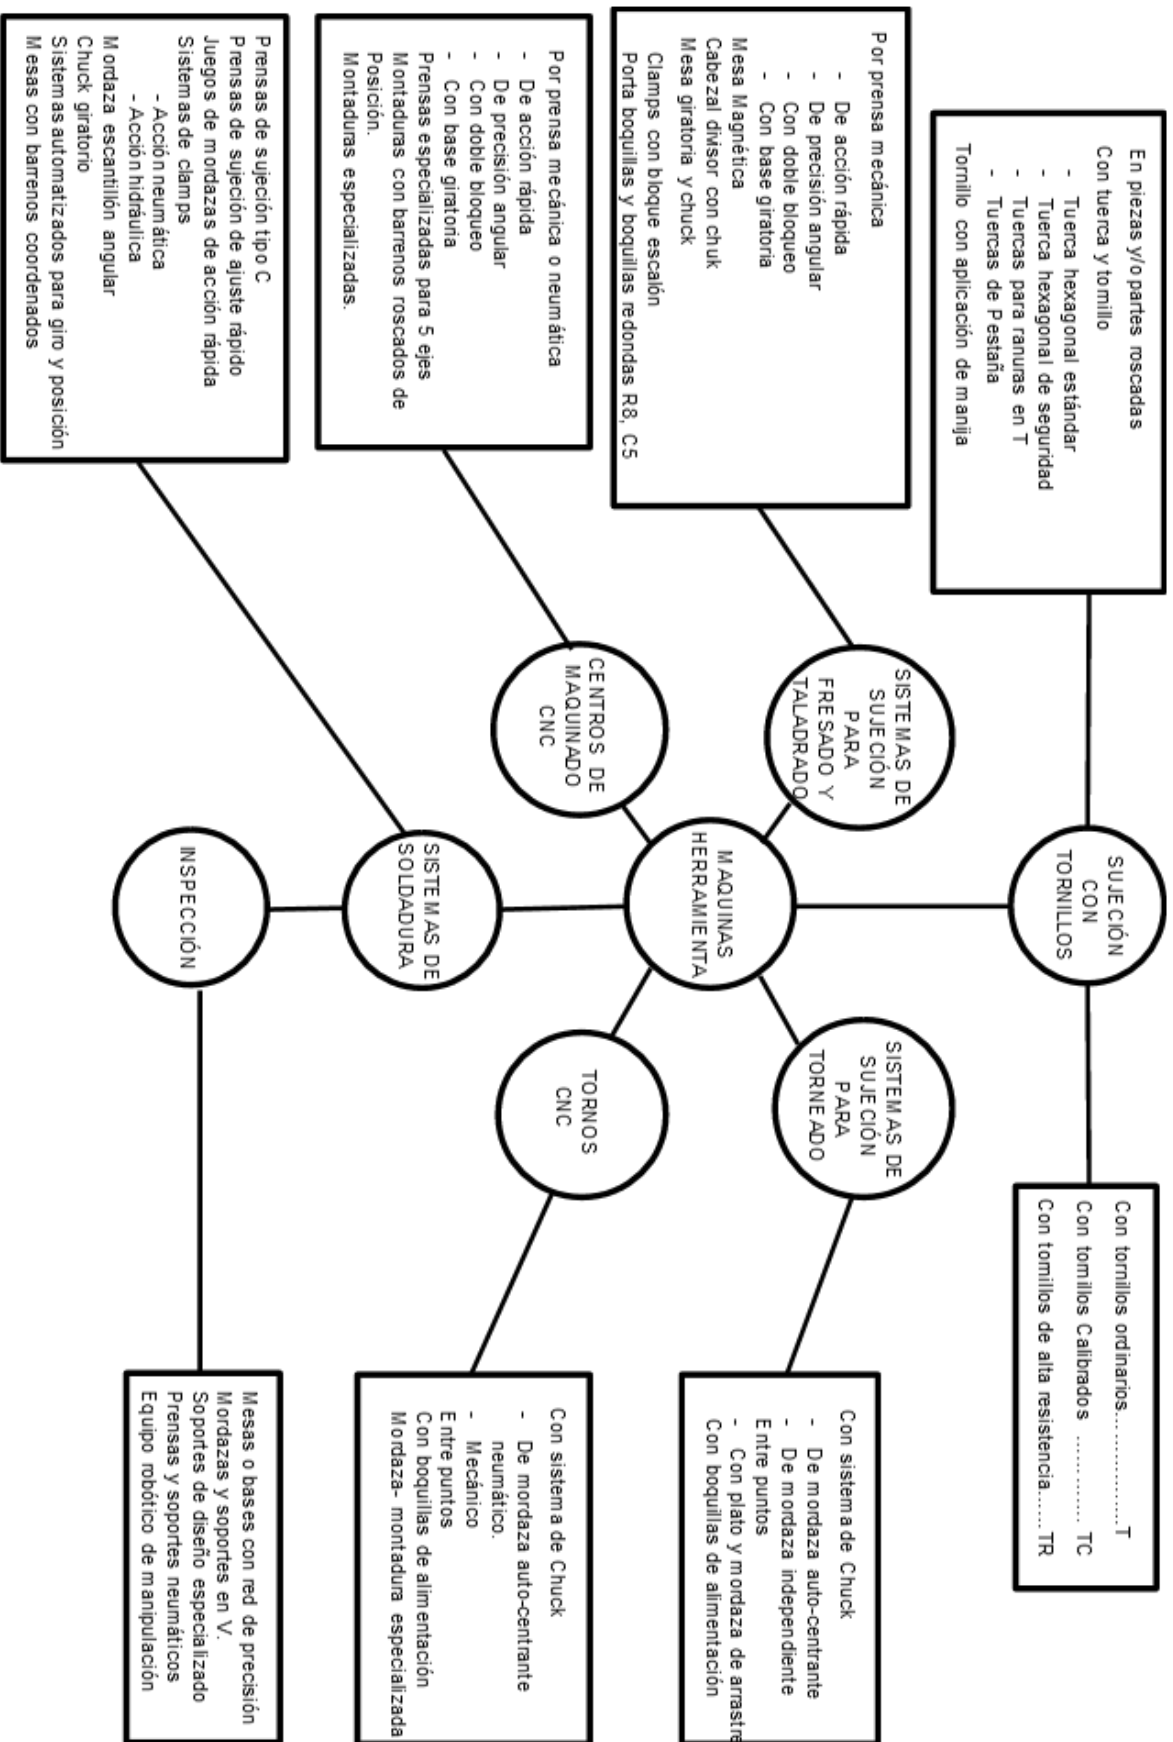 En piezas y/o partes roscadas
Con tuerca y tornillo
- Tuerca hexagonal estándar
- Tuerca hexagonal de seguridad
- Tuercas para ranuras en T
- Tuercas de Pestaña
Tornillo con aplicación de manija
SUJECIÓN
CON
TORNILLOS
Con tornillos ordinarios..................T
Con tornillos Calibrados ............ TC
Con tornillos de alta resistencia...... TR
Por prensa mecánica
- De acción rápida
- De precisión angular
- Con doble bloqueo
- Con base giratoria
Mesa Magnética
Cabezal divisor con chuk
Mesa giratoria y chuck
Clamps con bloque escalón
Porta boquillas y boquillas redondas R8, C5
SISTEMAS DE
SUJECIÓN
PARA
FRESADO Y
TALADRADO
SISTEMAS DE
SUJECIÓN
PARA
TORNEADO
Con sistema de Chuck
- De mordaza auto-centrante
- De mordaza independiente
Entre puntos
- Con plato y mordaza de arrastre
Con boquillas de alimentación
MAQUINAS
HERRAMIENTA
Por prensa mecánica o neumática
- De acción rápida
- De precisión angular
- Con doble bloqueo
- Con base giratoria
Prensas especializadas para 5 ejes
Montaduras con barrenos roscados de
Posición.
Montaduras especializadas.
CENTROS DE
MAQUINADO
CNC
TORNOS
CNC
Con sistema de Chuck
- De mordaza auto-centrante
neumático.
- Mecánico
Entre puntos
Con boquillas de alimentación
Mordaza- montadura especializada
Prensas de sujeción tipo C
Prensas de sujeción de ajuste rápido
Juegos de mordazas de acción rápida
Sistemas de clamps
- Acción neumática
- Acción hidráulica
Mordaza escantillón angular
Chuck giratorio
Sistemas automatizados para giro y posición
Mesas con barrenos coordenados
SISTEMAS DE
SOLDADURA
INSPECCIÓN
Mesas o bases con red de precisión
Mordazas y soportes en V.
Soportes de diseño especializado
Prensas y soportes neumáticos
Equipo robótico de manipulación